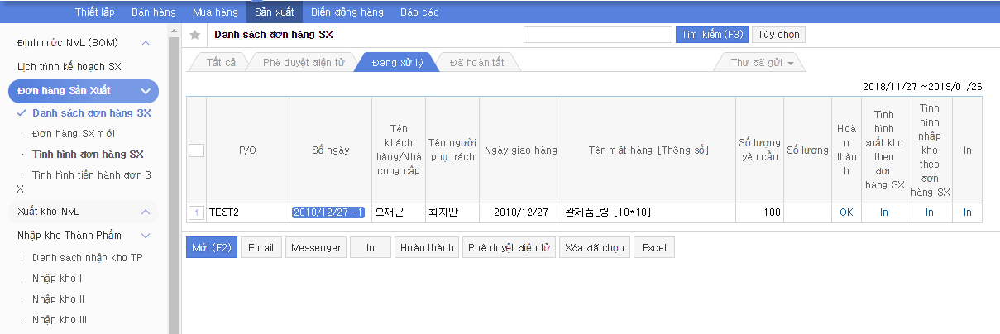 Thiết lập Bán hàng Mua hàng Sản xuất Biến động hàng Báo cáo
Định mức NVL (BOM)
Lịch trình kế hoạch SX
Đơn hàng Sản Xuất
Danh sách đơn hàng SX
Đơn hàng SX mới
Tình hình đơn hàng SX
Tình hình tiến hành đơn S
X
Xuất kho NVL
Nhập kho Thành Phẩm
Danh sách nhập kho TP
Nhập kho I
Nhập kho II
Nhập kho III
Danh sách đơn hàng SX
Tìm kiếm (F3) Tùy chọn
Tất cả Phê duyệt điện tử Đang xử lý Đã hoàn tất Thư đã gửi
2018/11/27 ~2019/01/26
P/O
Số ngày
Tên
khách
hàng/Nhà
cung cấp
Tên người
phụ trách
Ngày giao hàng
Tên mặt hàng [Thông số]
Số lượng
yêu cầu
Số lượng
Hoà
n
thàn
h
Tình
hình
xuất kho
theo
đơn
hàng SX
Tình
hình
nhập
kho
theo
đơn
hàng SX
In
1 TEST2 2018/12/27 -1 오재근 최지만 2018/12/27 완제품_링 [10*10] 100 OK In In In
Mới (F2) Email Messenger In Hoàn thành Phê duyệt điện tử Xóa đã chọn Excel